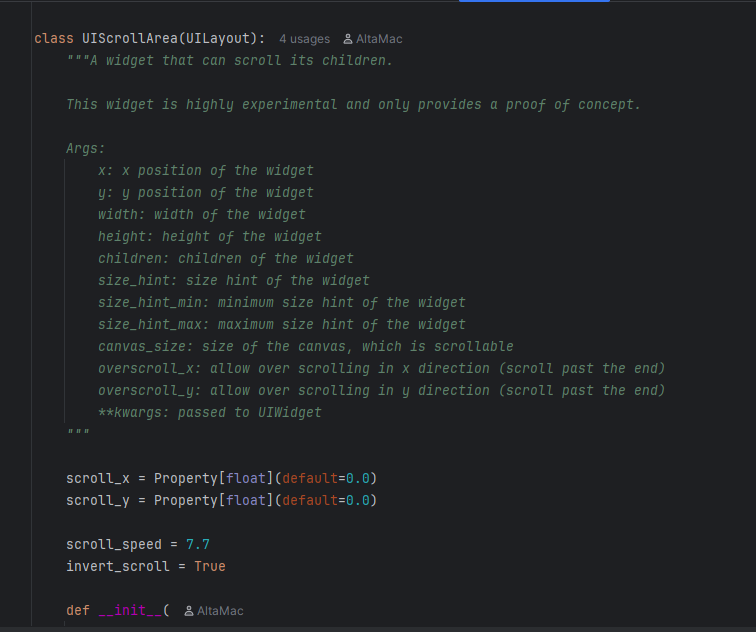 class UIScrollArea(UILayout): 4 usages AltaMac
"""A widget that can scroll its children.
This widget is highly experimental and only provides a proof of concept.
Args:
x: x position of the widget
y: y position of the widget
width: width of the widget
height: height of the widget
children: children of the widget
size_hint: size hint of the widget
size_hint_min: minimum size hint of the widget
size_hint_max: maximum size hint of the widget
canvas_size: size of the canvas, which is scrollable
overscroll_x: allow over scrolling in x direction (scroll past the end)
overscroll_y: allow over scrolling in y direction (scroll past the end)
**kwargs: passed to UIWidget
"""
scroll_x = Property[float](default=0.0)
scroll_y = Property[float](default=0.0)
scroll_speed = 7.7
invert_scroll = True
def __init__( AltaMac